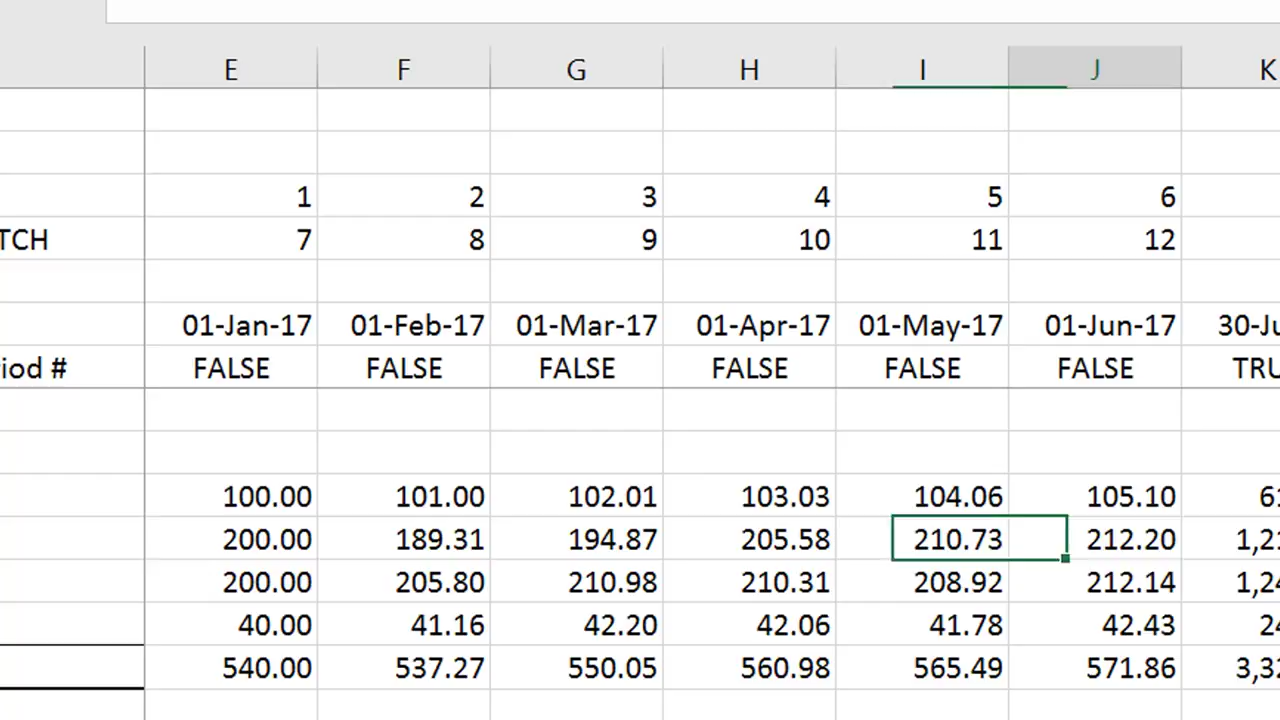 E F G H I J K
1 2 3 4 5 6
TCH 7 8 9 10 11 12
01-Jan-17 01-Feb-17 01-Mar-17 01-Apr-17 01-May-17 01-Jun-17 30-Ju
iod # FALSE FALSE FALSE FALSE FALSE FALSE TRU
100.00 101.00 102.01 103.03 104.06 105.10 61
200.00 189.31 194.87 205.58 210.73 212.20 1,21
200.00 205.80 210.98 210.31 208.92 212.14 1,24
40.00 41.16 42.20 42.06 41.78 42.43 24
540.00 537.27 550.05 560.98 565.49 571.86 3,32